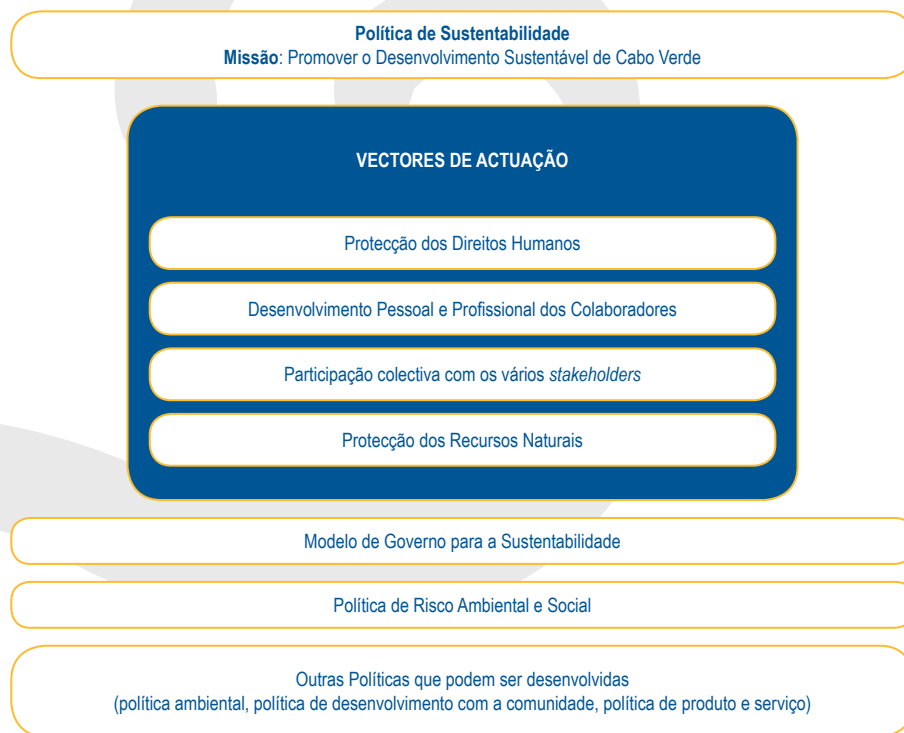 Política de Sustentabilidade
Missão: Promover o Desenvolvimento Sustentável de Cabo Verde
VECTORES DE ACTUAÇÃO
Protecção dos Direitos Humanos
Desenvolvimento Pessoal e Profissional dos Colaboradores
Participação colectiva com os vários stakeholders
Protecção dos Recursos Naturais
Modelo de Governo para a Sustentabilidade
Política de Risco Ambiental e Social
Outras Políticas que podem ser desenvolvidas
(política ambiental, política de desenvolvimento com a comunidade, política de produto e serviço)